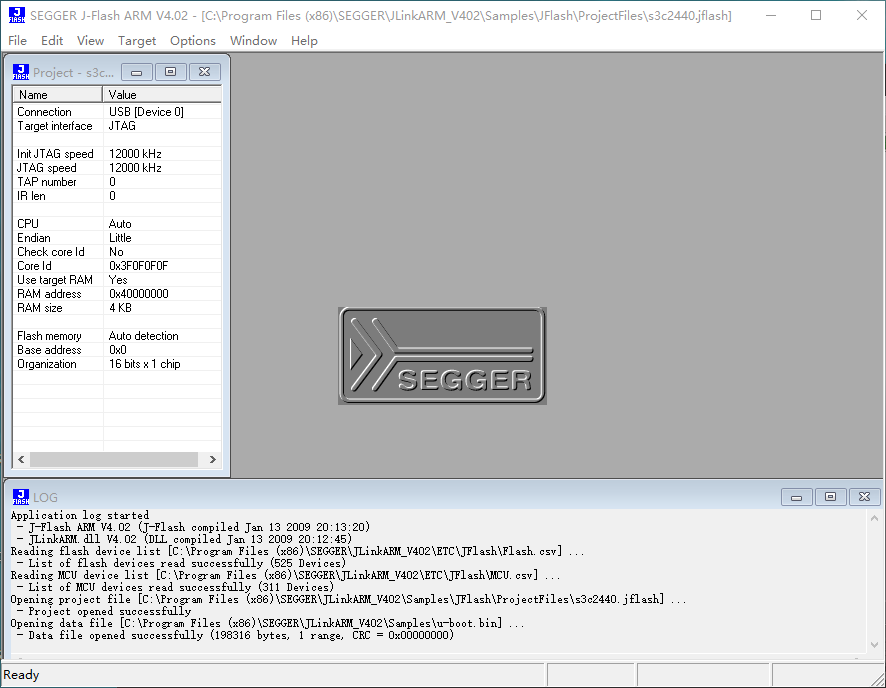 SEGGER J-Flash ARM V4.02 - [C:\Program Files (x86)\SEGGER\JLinkARM_V402\Samples\JFlash\ProjectFiles\s3c2440.jflash]
File Edit View Target Options Window Help
Project - s3c...
Name Value
Connection USB [Device 0]
Target interface JTAG
Init JTAG speed 12000 kHz
JTAG speed 12000 kHz
TAP number 0
IR len 0
CPU Auto
Endian Little
Check core Id No
Core Id 0x3F0F0F0F
Use target RAM Yes
RAM address 0x40000000
RAM size 4 KB
Flash memory Auto detection
Base address 0x0
Organization 16 bits x 1 chip
SEGGER
LOG
Application log started
- J-Flash ARM V4.02 (J-Flash compiled Jan 13 2009 20:13:20)
- JLinkARM.dll V4.02 (DLL compiled Jan 13 2009 20:12:45)
Reading flash device list [C:\Program Files (x86)\SEGGER\JLinkARM_V402\ETC\JFlash\Flash.csv] ...
- List of flash devices read successfully (525 Devices)
Reading MCU device list [C:\Program Files (x86)\SEGGER\JLinkARM_V402\ETC\JFlash\MCU.csv] ...
- List of MCU devices read successfully (311 Devices)
Opening project file [C:\Program Files (x86)\SEGGER\JLinkARM_V402\Samples\JFlash\ProjectFiles\s3c2440.jflash] ...
- Project opened successfully
Opening data file [C:\Program Files (x86)\SEGGER\JLinkARM_V402\Samples\u-boot.bin] ...
- Data file opened successfully (198316 bytes, 1 range, CRC = 0x00000000)
Ready